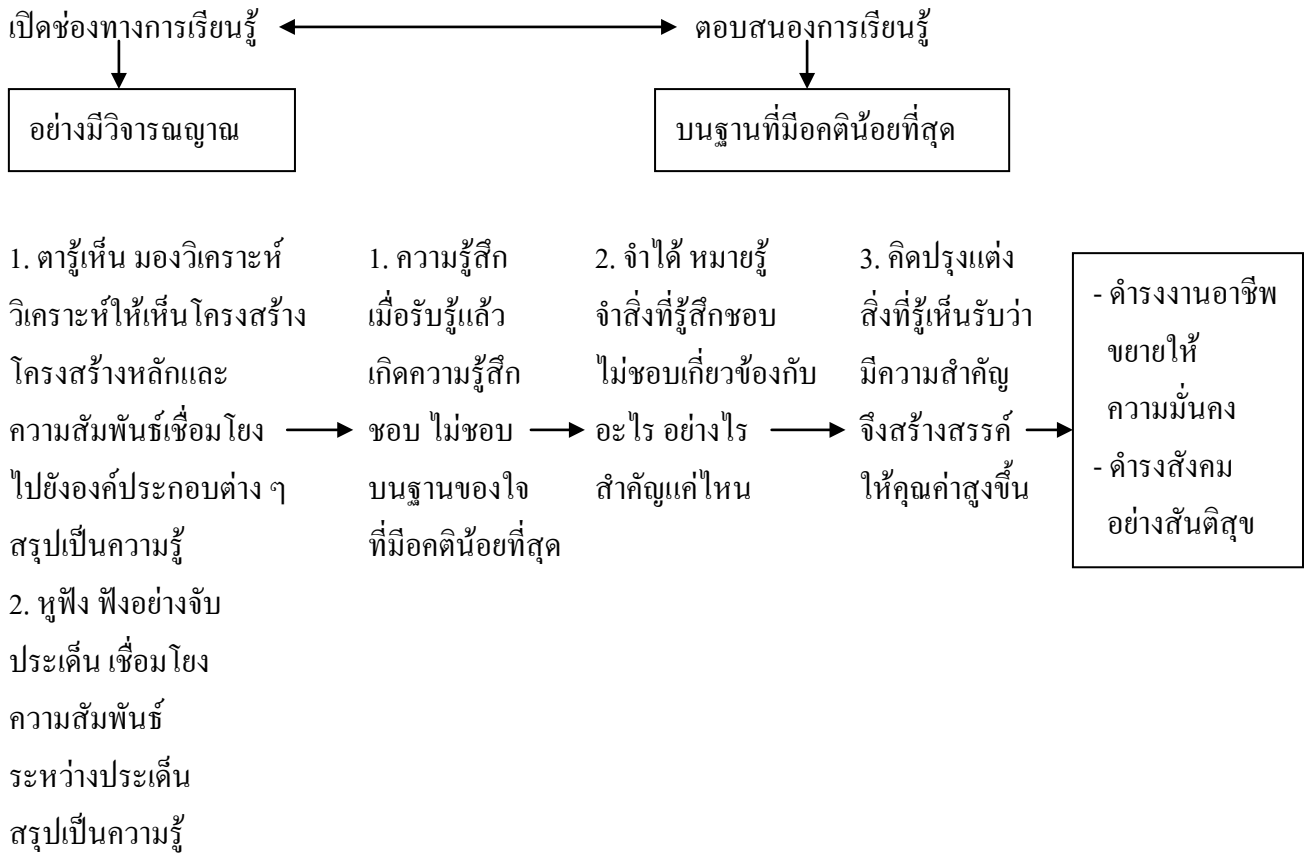 เปิดช่องทางการเรียนรู้
ตอบสนองการเรียนรู้
อย่างมีวิจารณญาณ
บนฐานที่มีอคติน้อยที่สุด
1. ตารู้เห็น มองวิเคราะห์
วิเคราะห์ให้เห็นโครงสร้าง
โครงสร้างหลักและ
ความสัมพันธ์เชื่อมโยง
ไปยังองค์ประกอบต่าง ๆ
สรุปเป็นความรู้
2. หูฟัง ฟังอย่างจับ
ประเด็น เชื่อมโยง
ความสัมพันธ์
ระหว่างประเด็น
สรุปเป็นความรู้
1. ความรู้สึก
เมื่อรับรู้แล้ว
เกิดความรู้สึก
ชอบ ไม่ชอบ
บนฐานของใจ
ที่มีอคติน้อยที่สุด
2. จำได้ หมายรู้
จำสิ่งที่รู้สึกชอบ
ไม่ชอบเกี่ยวข้องกับ
อะไร อย่างไร
สำคัญแค่ไหน
3. คิดปรุงแต่ง
สิ่งที่รู้เห็นรับว่า
มีความสำคัญ
จึงสร้างสรรค์
ให้คุณค่าสูงขึ้น
- ดำรงงานอาชีพ
ขยายให้
ความมั่นคง
- ดำรงสังคม
อย่างสันติสุข